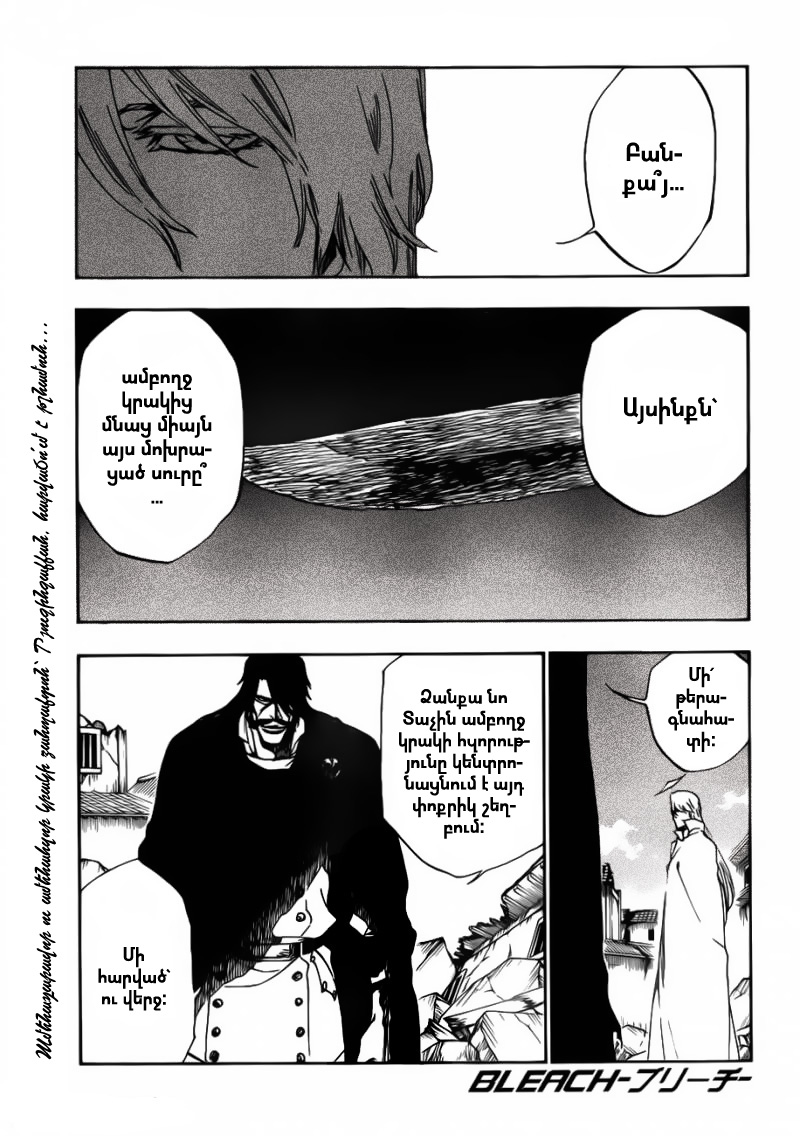 Բան-
քա՞յ...
Այսինքն՝
ամբողջ
կրակից
մնաց միայն
այս մոխրա-
ցած սուրը՞
...
Մի՛
թերա-
գնահա-
տի:
Ձանքա նո
Տաչին ամբողջ
կրակի հզորութ-
յունը կենտրո-
նացնում է այդ
փոքրիկ շեղ-
բում:
Մի
հարված՝
ու վերջ:
BLEACH-ブリーチ-